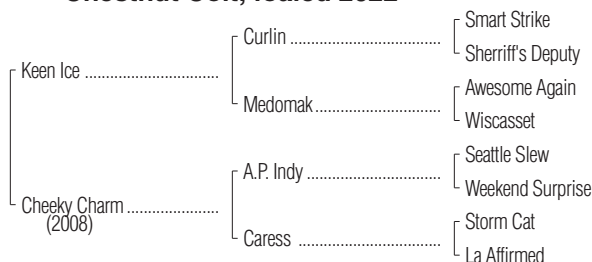 Chestnut Colt; foaled 2022
Smart Strike
Curlin
Sherriff's Deputy
Keen Ice
Awesome Again
Medomak
Wiscasset
Seattle Slew
A.P. Indy
Weekend Surprise
Cheeky Charm
(2008)
Storm Cat
Caress
La Affirmed